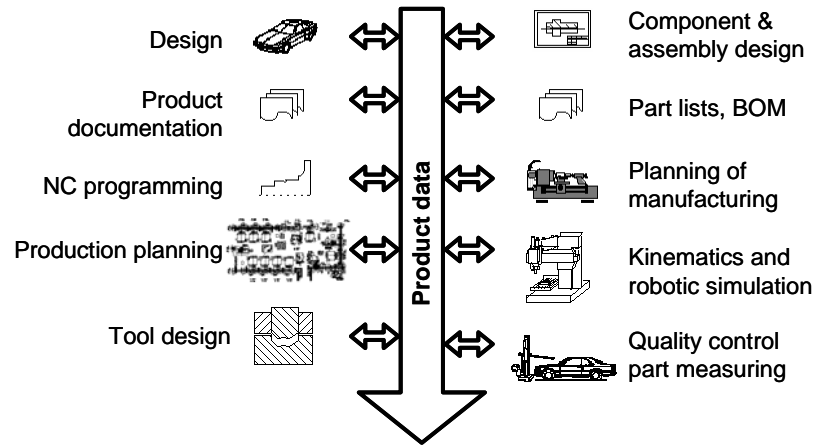 Design
Component &
assembly design
Product
documentation
Part lists, BOM
NC programming
Planning of
manufacturing
Production planning
Kinematics and
robotic simulation
Tool design
Quality control
part measuring
Product data